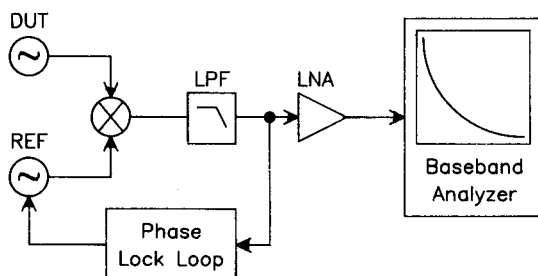 DUT
LPF
LNA
REF
Baseband
Analyzer
Phase
Lock Loop